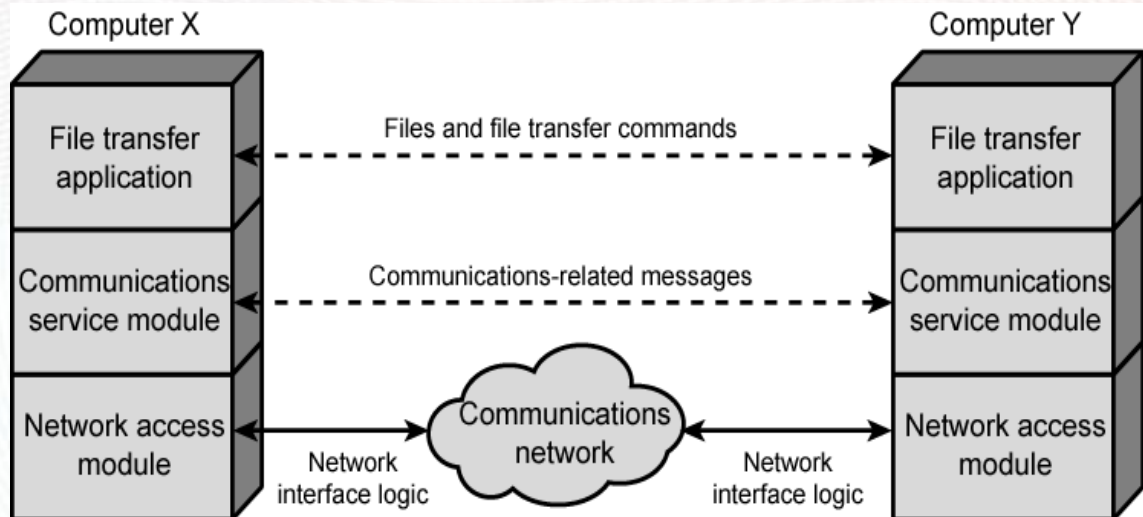 Computer X
Computer Y
File transfer
application
Files and file transfer commands
File transfer
application
Communications
service module
Communications-related messages
Communications
service module
Network access
module
Network
interface logic
Communications
network
Network
interface logic
Network access
module